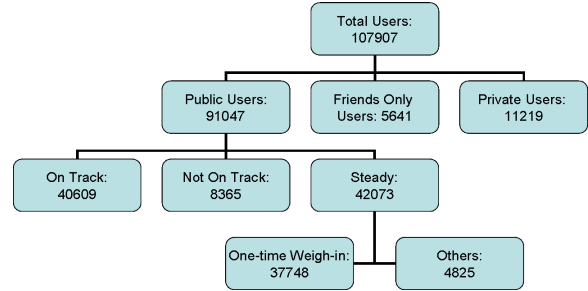 Total Users:
107907
Public Users:
91047
Friends Only
Users: 5641
Private Users:
11219
On Track:
40609
Not On Track:
8365
Steady:
42073
One-time Weigh-in:
37748
Others:
4825